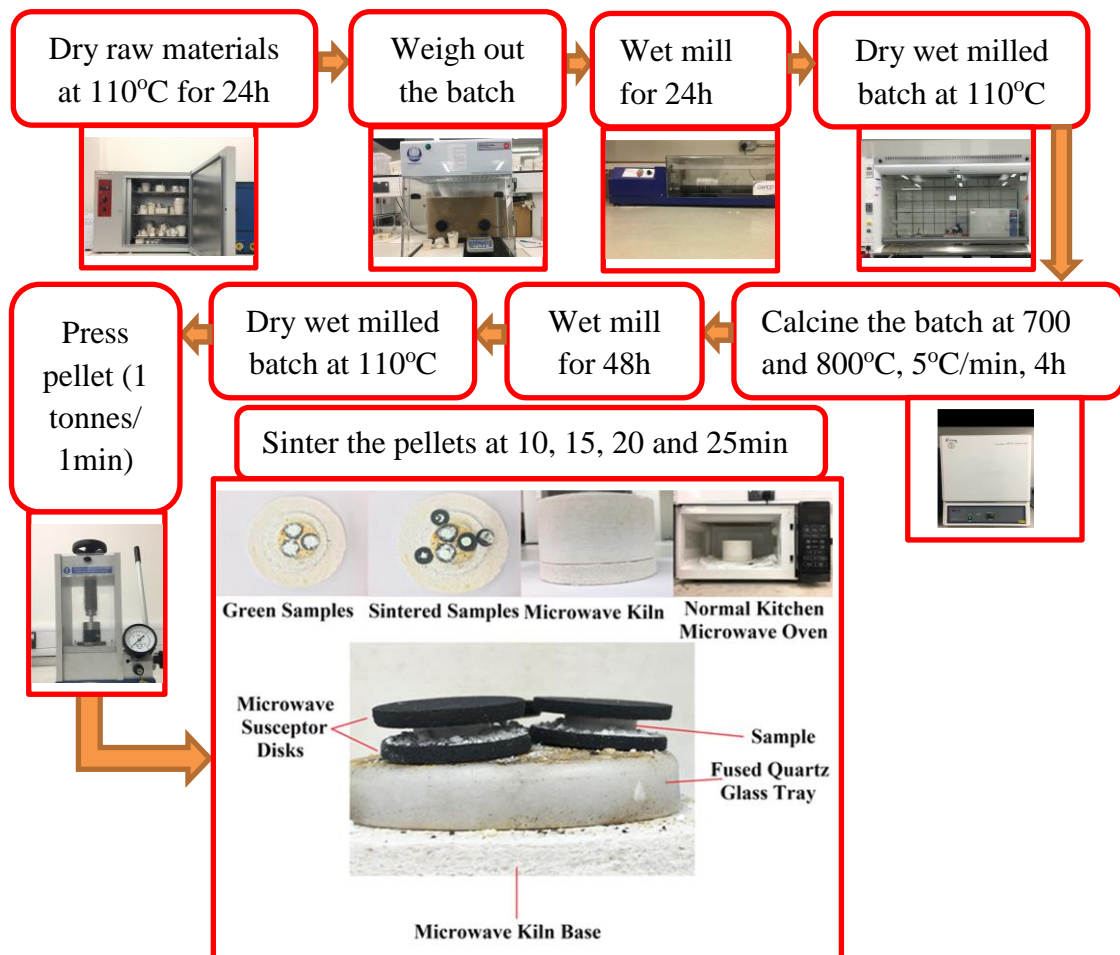 Dry raw materials
at 110°C for 24h
Weigh out
the batch
Wet mill
for 24h
Dry wet milled
batch at 110°C
Calcine the batch at 700
and 800°C, 5°C/min, 4h
Wet mill
for 48h
Dry wet milled
batch at 110°C
Press
pellet (1
tonnes/
1min)
Sinter the pellets at 10, 15, 20 and 25min
Green Samples
Sintered Samples
Microwave Kiln
Normal Kitchen
Microwave Oven
Microwave
Susceptor
Disks
Sample
Fused Quartz
Glass Tray
Microwave Kiln Base